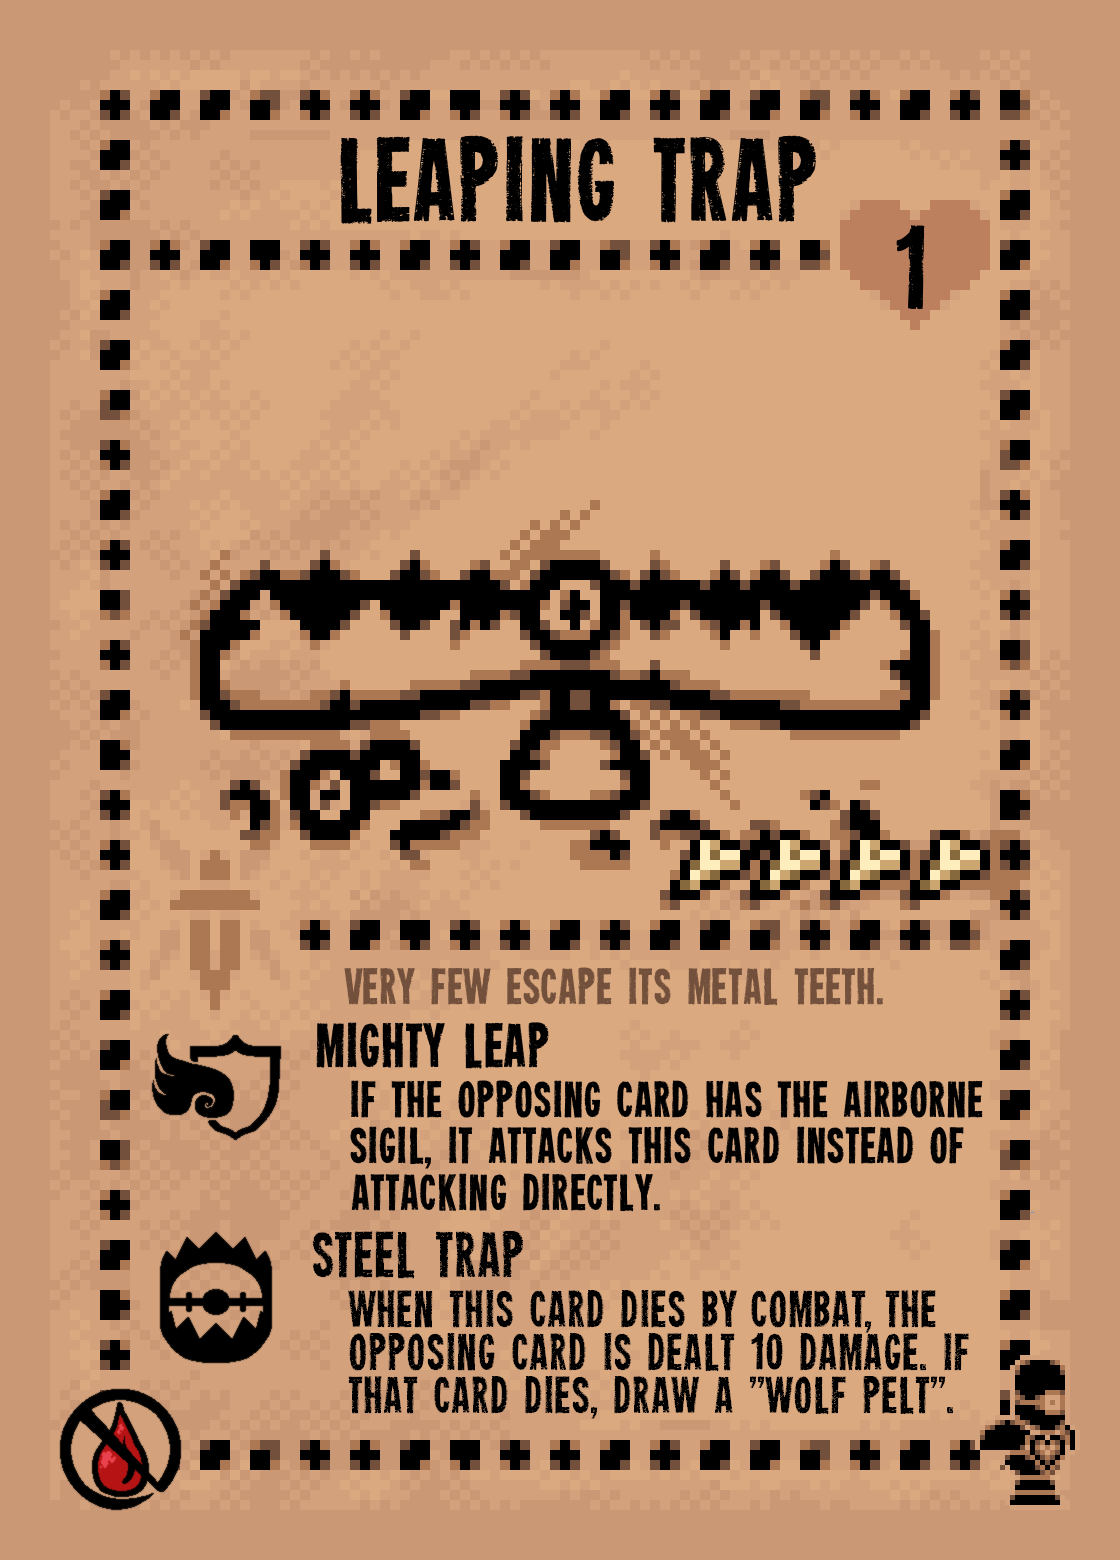 LEAPING TRAP
1
VERY FEW ESCAPE ITS METAL TEETH.
MIGHTY LEAP
IF THE OPPOSING CARD HAS THE AIRBORNE
SIGIL, IT ATTACKS THIS CARD INSTEAD OF
ATTACKING DIRECTLY.
STEEL TRAP
WHEN THIS CARD DIES BY COMBAT, THE
OPPOSING CARD IS DEALT 10 DAMAGE. IF
THAT CARD DIES, DRAW A "WOLF PELT".